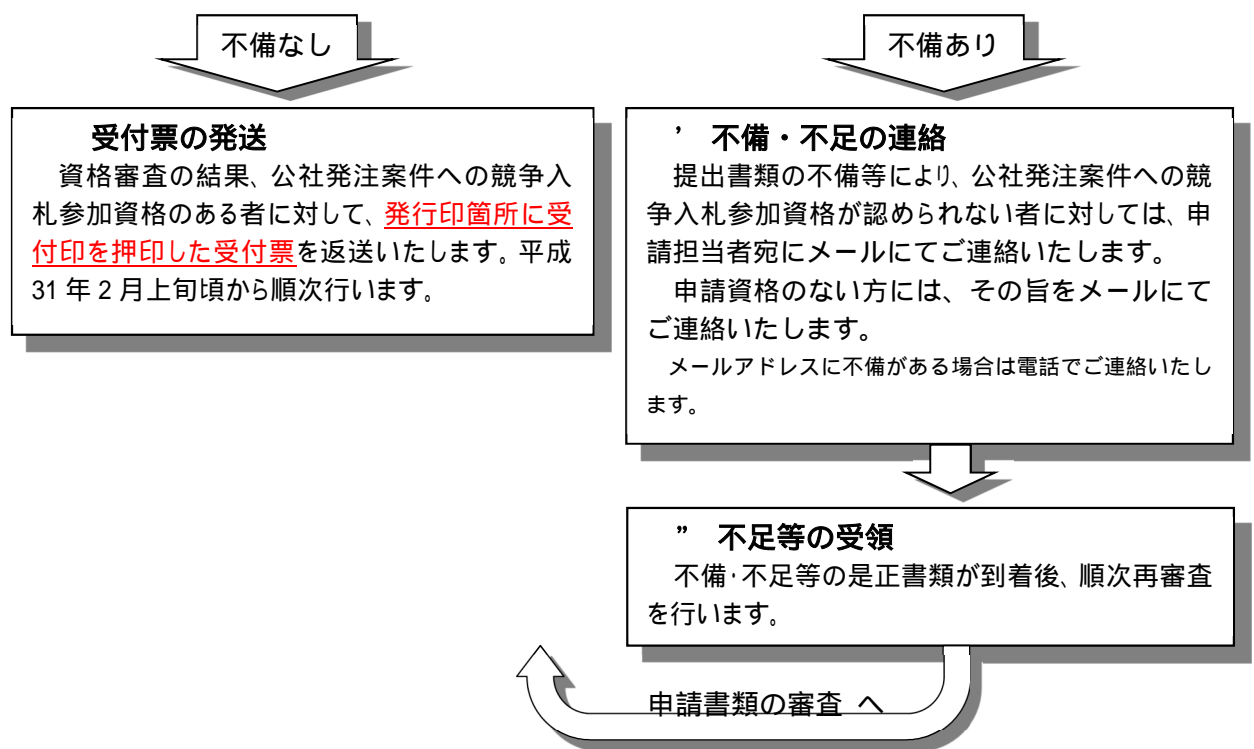 不備なし
受付票の発送
資格審査の結果、公社発注案件への競争入
札参加資格のある者に対して、発行印箇所に受
付印を押印した受付票を返送いたします。平成
31年2月上旬頃から順次行います。
不備あり
’ 不備・不足の連絡
提出書類の不備等により、公社発注案件への競
争入札参加資格が認められない者に対しては、申
請担当者宛にメールにてご連絡いたします。
申請資格のない方には、その旨をメールにて
ご連絡いたします。
メールアドレスに不備がある場合は電話でご連絡いたし
ます。
” 不足等の受領
不備・不足等の是正書類が到着後、順次再審査
を行います。
申請書類の審査 へ